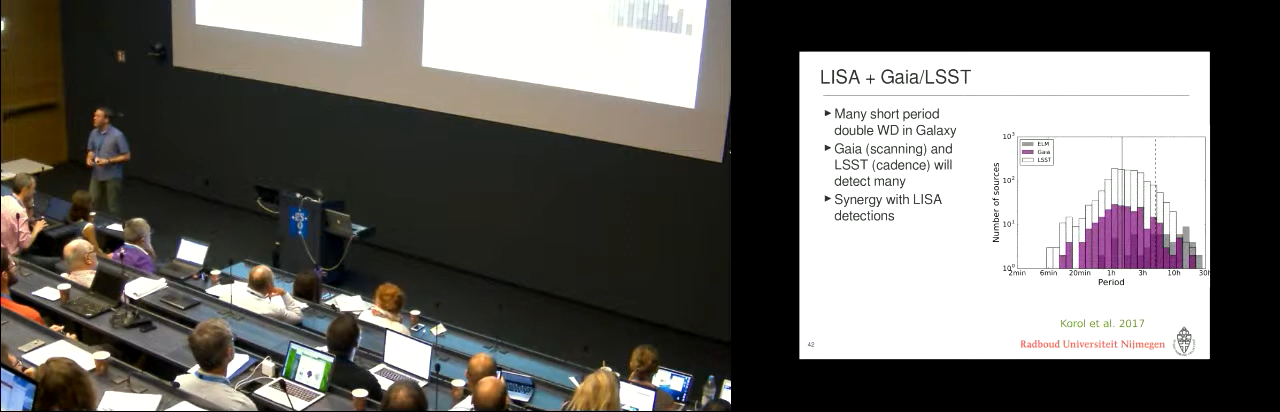 LISA + Gaia/LSST
Many short period
double WD in Galaxy
Gaia (scanning) and
LSST (cadence) will
detect many
Synergy with LISA
detections
10³
10²
10¹
10⁰
Number of sources
ELM
Gaia
LSST
2min 6min 20min 1h 3h 10h 30h
Period
Korol et al. 2017
42
Radboud Universiteit Nijmegen